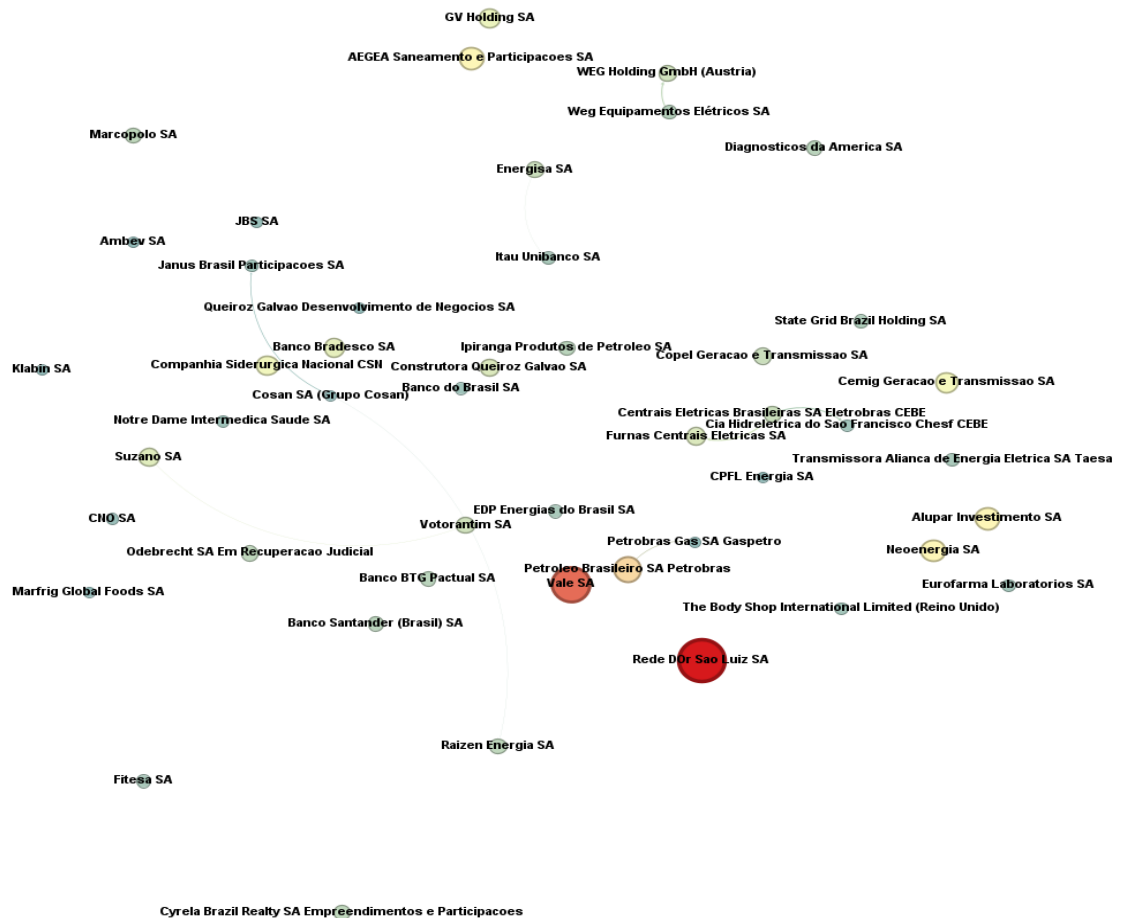 GV Holding SA
AEGEA Saneamento e Participacoes SA
WEG Holding GmbH (Austria)
Weg Equipamentos Elétricos SA
Marcopolo SA
Diagnosticos da America SA
Energisa SA
JBS SA
Ambev SA
Itau Unibanco SA
Janus Brasil Participacoes SA
Queiroz Galvao Desenvolvimento de Negocios SA
State Grid Brazil Holding SA
Banco Bradesco SA
Ipiranga Produtos de Petroleo SA
Copel Geracao e Transmissao SA
Companhia Siderurgica Nacional CSN
Construtora Queiroz Galvao SA
Klabin SA
Cemig Geracao e Transmissao SA
Banco do Brasil SA
Cosan SA (Grupo Cosan)
Centrais Eletricas Brasileiras SA Eletrobras CEBE
Notre Dame Intermedica Saude SA
Cia Hidreletrica do Sao Francisco Chesf CEBE
Furnas Centrais Eletricas SA
Suzano SA
Transmissora Alianca de Energia Eletrica SA Taesa
CPFL Energia SA
EDP Energias do Brasil SA
CNO SA
Alupar Investimento SA
Votorantim SA
Petrobras Gas SA Gaspetro
Odebrecht SA Em Recuperacao Judicial
Neoenergia SA
Petroleo Brasileiro SA Petrobras
Banco BTG Pactual SA
Vale SA
Eurofarma Laboratorios SA
Marfrig Global Foods SA
The Body Shop International Limited (Reino Unido)
Banco Santander (Brasil) SA
Rede DOr Sao Luiz SA
Raizen Energia SA
Fitesa SA
Cyrela Brazil Realty SA Empreendimentos e Participacoes